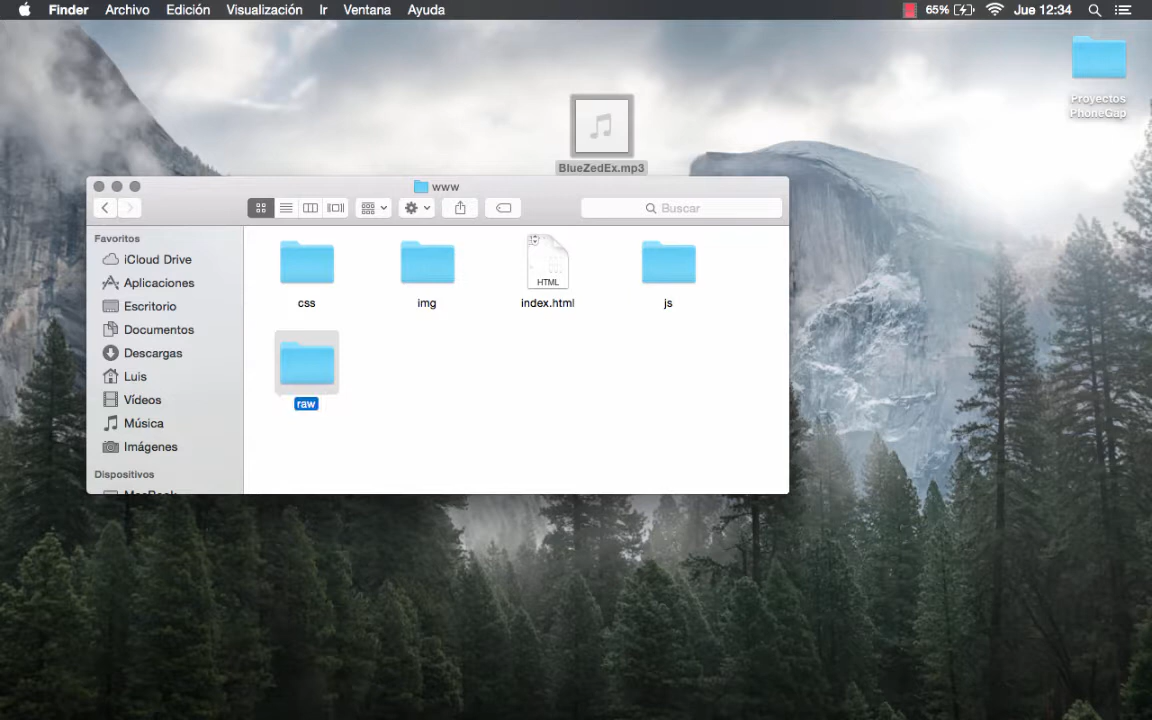 Finder Archivo Edición Visualización Ir Ventana Ayuda 65% Jue 12:34
Proyectos
PhoneGap
BlueZedEx.mp3
www
Buscar
Favoritos
iCloud Drive
Aplicaciones
Escritorio
Documentos
Descargas
Luis
Vídeos
Música
Imágenes
Dispositivos
MacBook
HTML
css img index.html js
raw